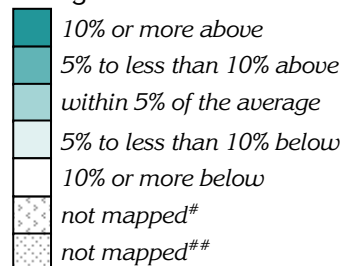 10% or more above
5% to less than 10% above
within 5% of the average
5% to less than 10% below
10% or more below
not mapped#
not mapped##